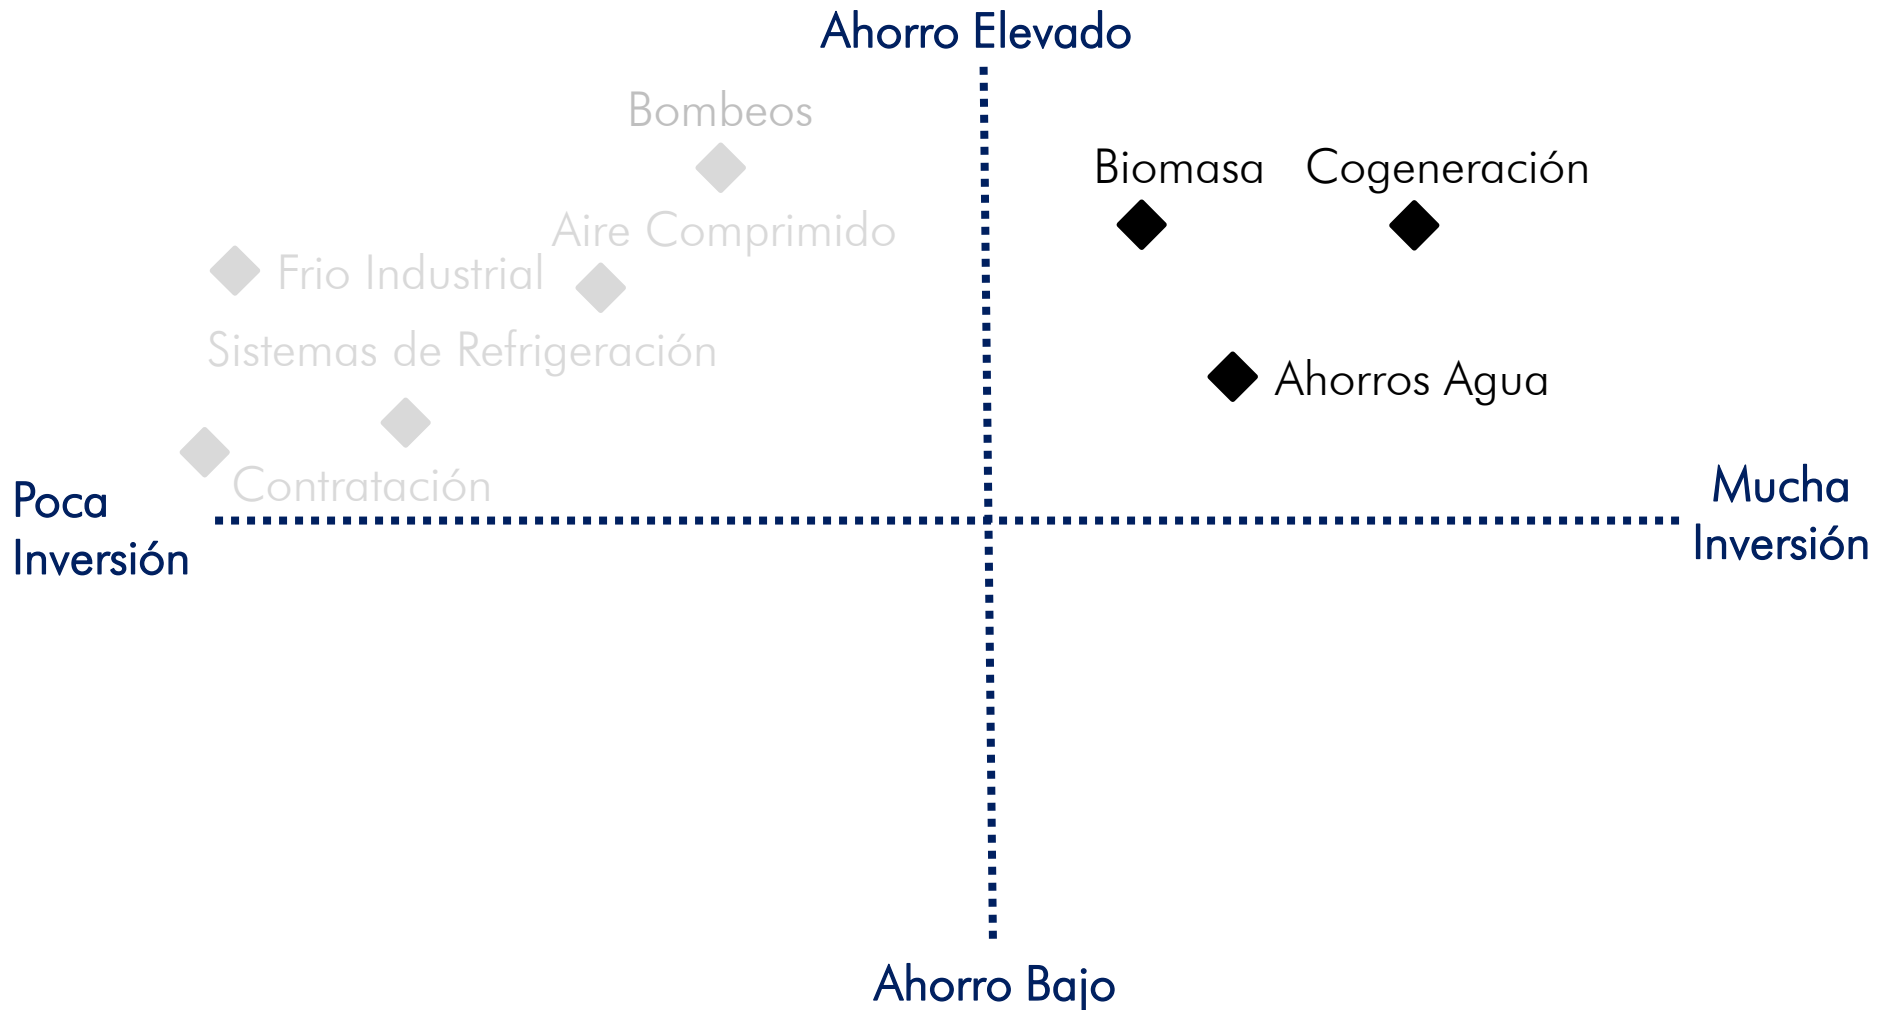 Ahorro Elevado
Bombeos
Biomasa
Cogeneración
Aire Comprimido
Frio Industrial
Sistemas de Refrigeración
Ahorros Agua
Contratación
Poca
Inversión
Mucha
Inversión
Ahorro Bajo